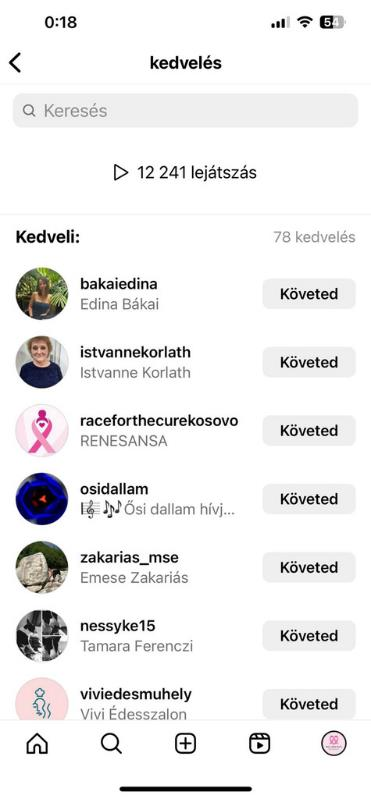 0:18
54
kedvelés
Keresés
12 241 lejátszás
Kedveli:
78 kedvelés
bakaiedina
Edina Bákai
Követed
istvannekorlath
Istvanne Korlath
Követed
raceforthecurekosovo
RENESANSA
Követed
osidallam
🎼🎶Ősi dallam hívj...
Követed
zakarias_mse
Emese Zakariás
Követed
nessyke15
Tamara Ferenczi
Követed
viviedesmuhely
Vivi Édesszalon
Követed